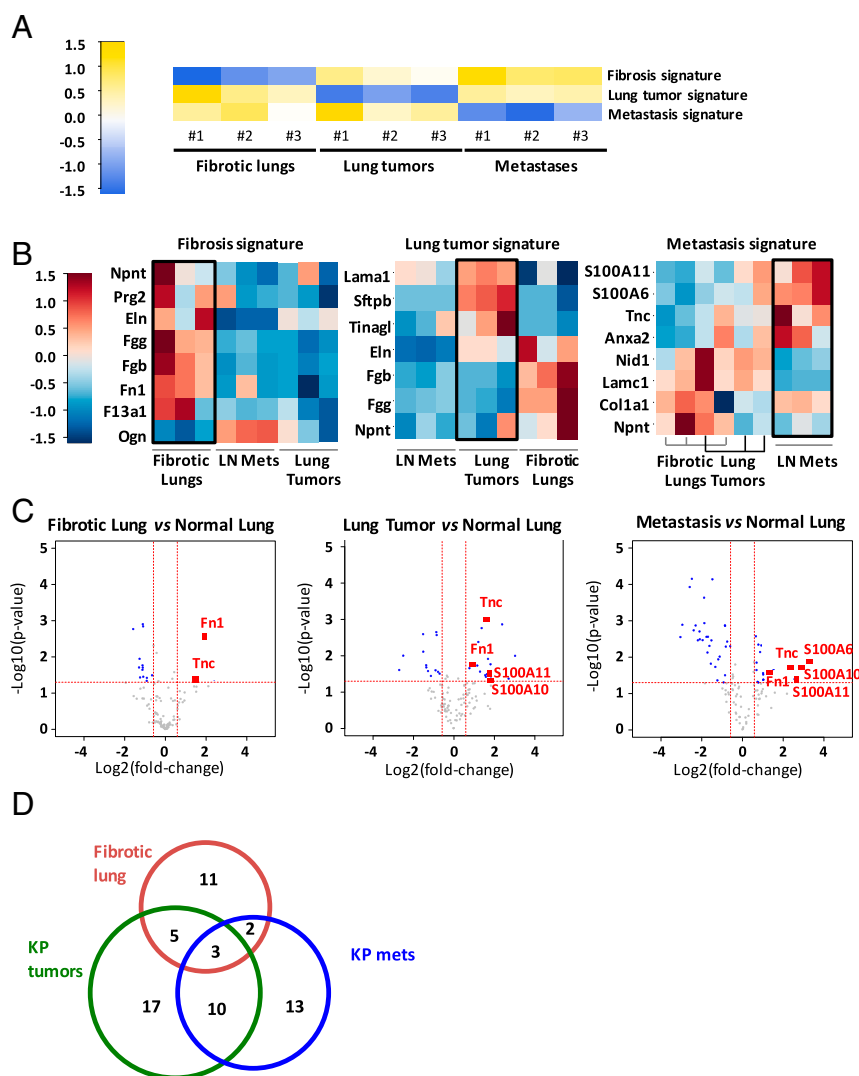 A
1.5
1.0
0.5
0.0
-0.5
-1.0
-1.5
Fibrosis signature
Lung tumor signature
Metastasis signature
#1 #2 #3 #1 #2 #3 #1 #2 #3
Fibrotic lungs Lung tumors Metastases
B
1.5
1.0
0.5
0.0
-0.5
-1.0
-1.5
Fibrosis signature
Npnt
Prg2
Eln
Fgg
Fgb
Fn1
F13a1
Ogn
Fibrotic LN Mets Lung
Lungs Tumors
Lung tumor signature
Lama1
Sftpb
Tinagl
Eln
Fgb
Fgg
Npnt
LN Mets Lung Fibrotic
Tumors Lungs
Metastasis signature
S100A11
S100A6
Tnc
Anxa2
Nid1
Lamc1
Col1a1
Npnt
Fibrotic Lung LN Mets
Lungs Tumors
C
Fibrotic Lung vs Normal Lung
-Log10(p-value)
5
4
3
2
1
0
Fn1
Tnc
-4 -2 0 2 4
Log2(fold-change)
Lung Tumor vs Normal Lung
-Log10(p-value)
5
4
3
2
1
0
Tnc
Fn1
S100A11
S100A10
-4 -2 0 2 4
Log2(fold-change)
Metastasis vs Normal Lung
-Log10(p-value)
5
4
3
2
1
0
Tnc S100A6
Fn1 S100A10
S100A11
-4 -2 0 2 4
Log2(fold-change)
D
Fibrotic
lung
11
5
2
3
KP
tumors
KP mets
17
10
13